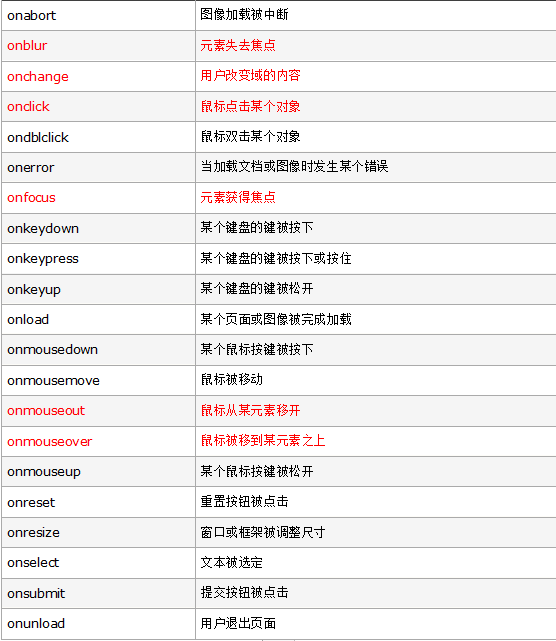 onabort 图像加载被中断
onblur 元素失去焦点
onchange 用户改变域的内容
onclick 鼠标点击某个对象
ondblclick 鼠标双击某个对象
onerror 当加载文档或图像时发生某个错误
onfocus 元素获得焦点
onkeydown 某个键盘的键被按下
onkeypress 某个键盘的键被按下或按住
onkeyup 某个键盘的键被松开
onload 某个页面或图像被完成加载
onmousedown 某个鼠标按键被按下
onmousemove 鼠标被移动
onmouseout 鼠标从某元素移开
onmouseover 鼠标被移到某元素之上
onmouseup 某个鼠标按键被松开
onreset 重置按钮被点击
onresize 窗口或框架被调整尺寸
onselect 文本被选定
onsubmit 提交按钮被点击
onunload 用户退出页面